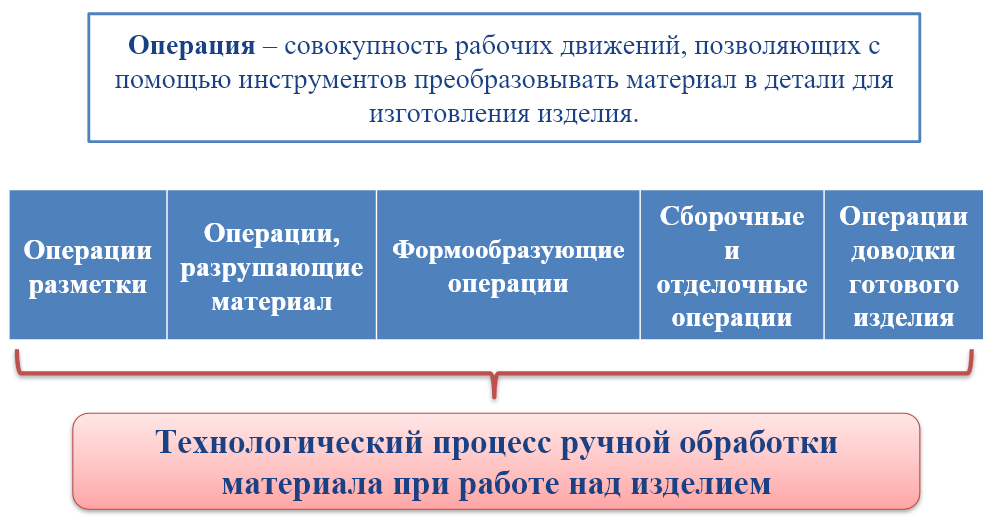 Операция – совокупность рабочих движений, позволяющих с
помощью инструментов преобразовывать материал в детали для
изготовления изделия.
Операции
разметки
Операции,
разрушающие
материал
Формообразующие
операции
Сборочные
и
отделочные
операции
Операции
доводки
готового
изделия
Технологический процесс ручной обработки
материала при работе над изделием